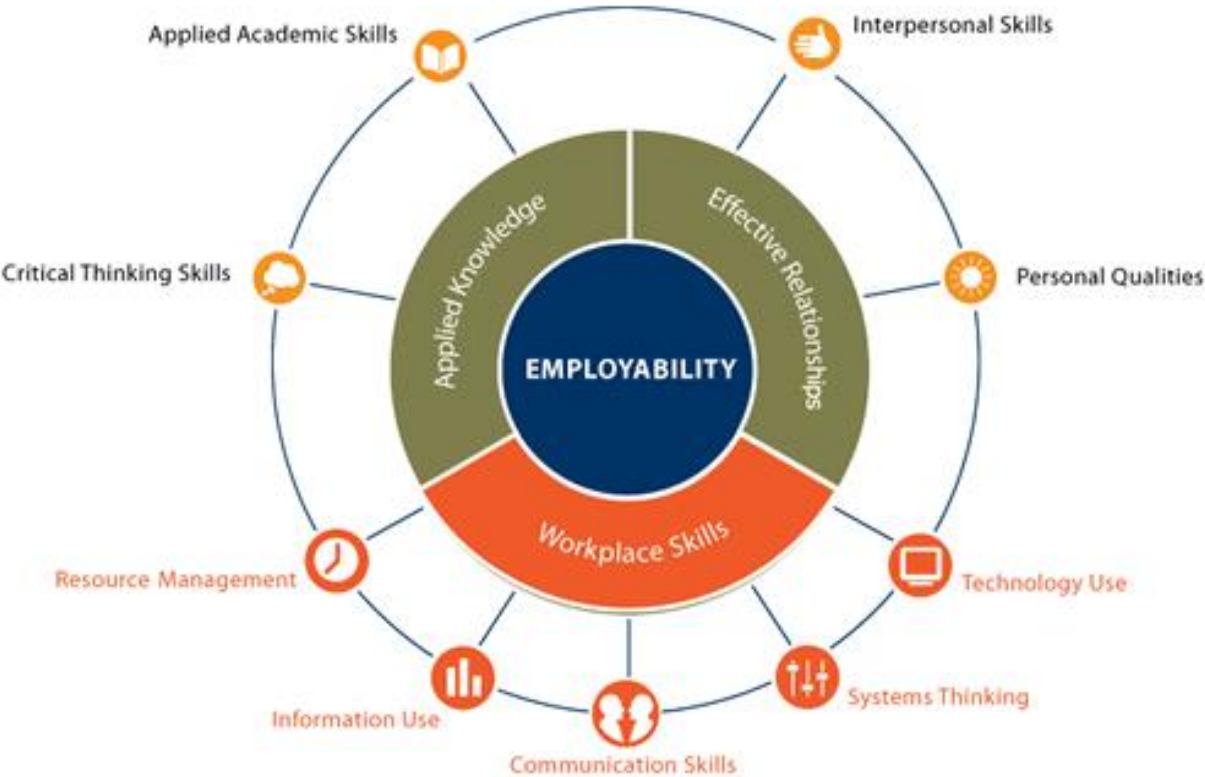 Applied Academic Skills
Interpersonal Skills
Critical Thinking Skills
Personal Qualities
Applied Knowledge
Effective Relationships
EMPLOYABILITY
Workplace Skills
Resource Management
Technology Use
Information Use
Systems Thinking
Communication Skills